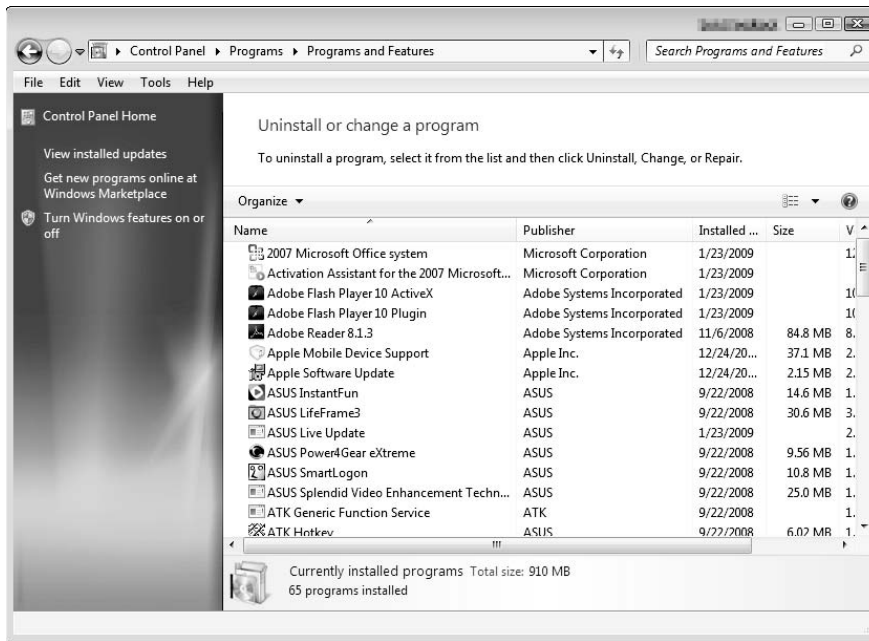 Control Panel Programs Programs and Features Search Programs and Features
File Edit View Tools Help
Control Panel Home
View installed updates
Get new programs online at
Windows Marketplace
Turn Windows features on or
off
Uninstall or change a program
To uninstall a program, select it from the list and then click Uninstall, Change, or Repair.
Organize
Name Publisher Installed ... Size V
2007 Microsoft Office system Microsoft Corporation 1/23/2009
Activation Assistant for the 2007 Microsoft... Microsoft Corporation 1/23/2009
Adobe Flash Player 10 ActiveX Adobe Systems Incorporated 1/23/2009
Adobe Flash Player 10 Plugin Adobe Systems Incorporated 1/23/2009
Adobe Reader 8.1.3 Adobe Systems Incorporated 11/6/2008 84.8 MB 8.
Apple Mobile Device Support Apple Inc. 12/24/20... 37.1 MB 2.
Apple Software Update Apple Inc. 12/24/20... 2.15 MB 2.
ASUS InstantFun ASUS 9/22/2008 14.6 MB 1.
ASUS LifeFrame3 ASUS 9/22/2008 30.6 MB 3.
ASUS Live Update ASUS 1/23/2009 2.
ASUS Power4Gear eXtreme ASUS 9/22/2008 9.56 MB 1.
ASUS SmartLogon ASUS 9/22/2008 10.8 MB 1.
ASUS Splendid Video Enhancement Techn... ASUS 9/22/2008 25.0 MB 1.
ATK Generic Function Service ATK 9/22/2008 1.
ATK Hotkey ASUS 9/22/2008 6.02 MB 1.
Currently installed programs Total size: 910 MB
65 programs installed